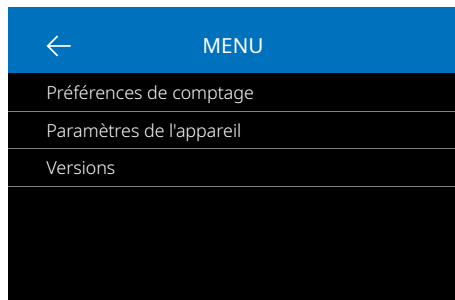 MENU
Préférences de comptage
Paramètres de l'appareil
Versions